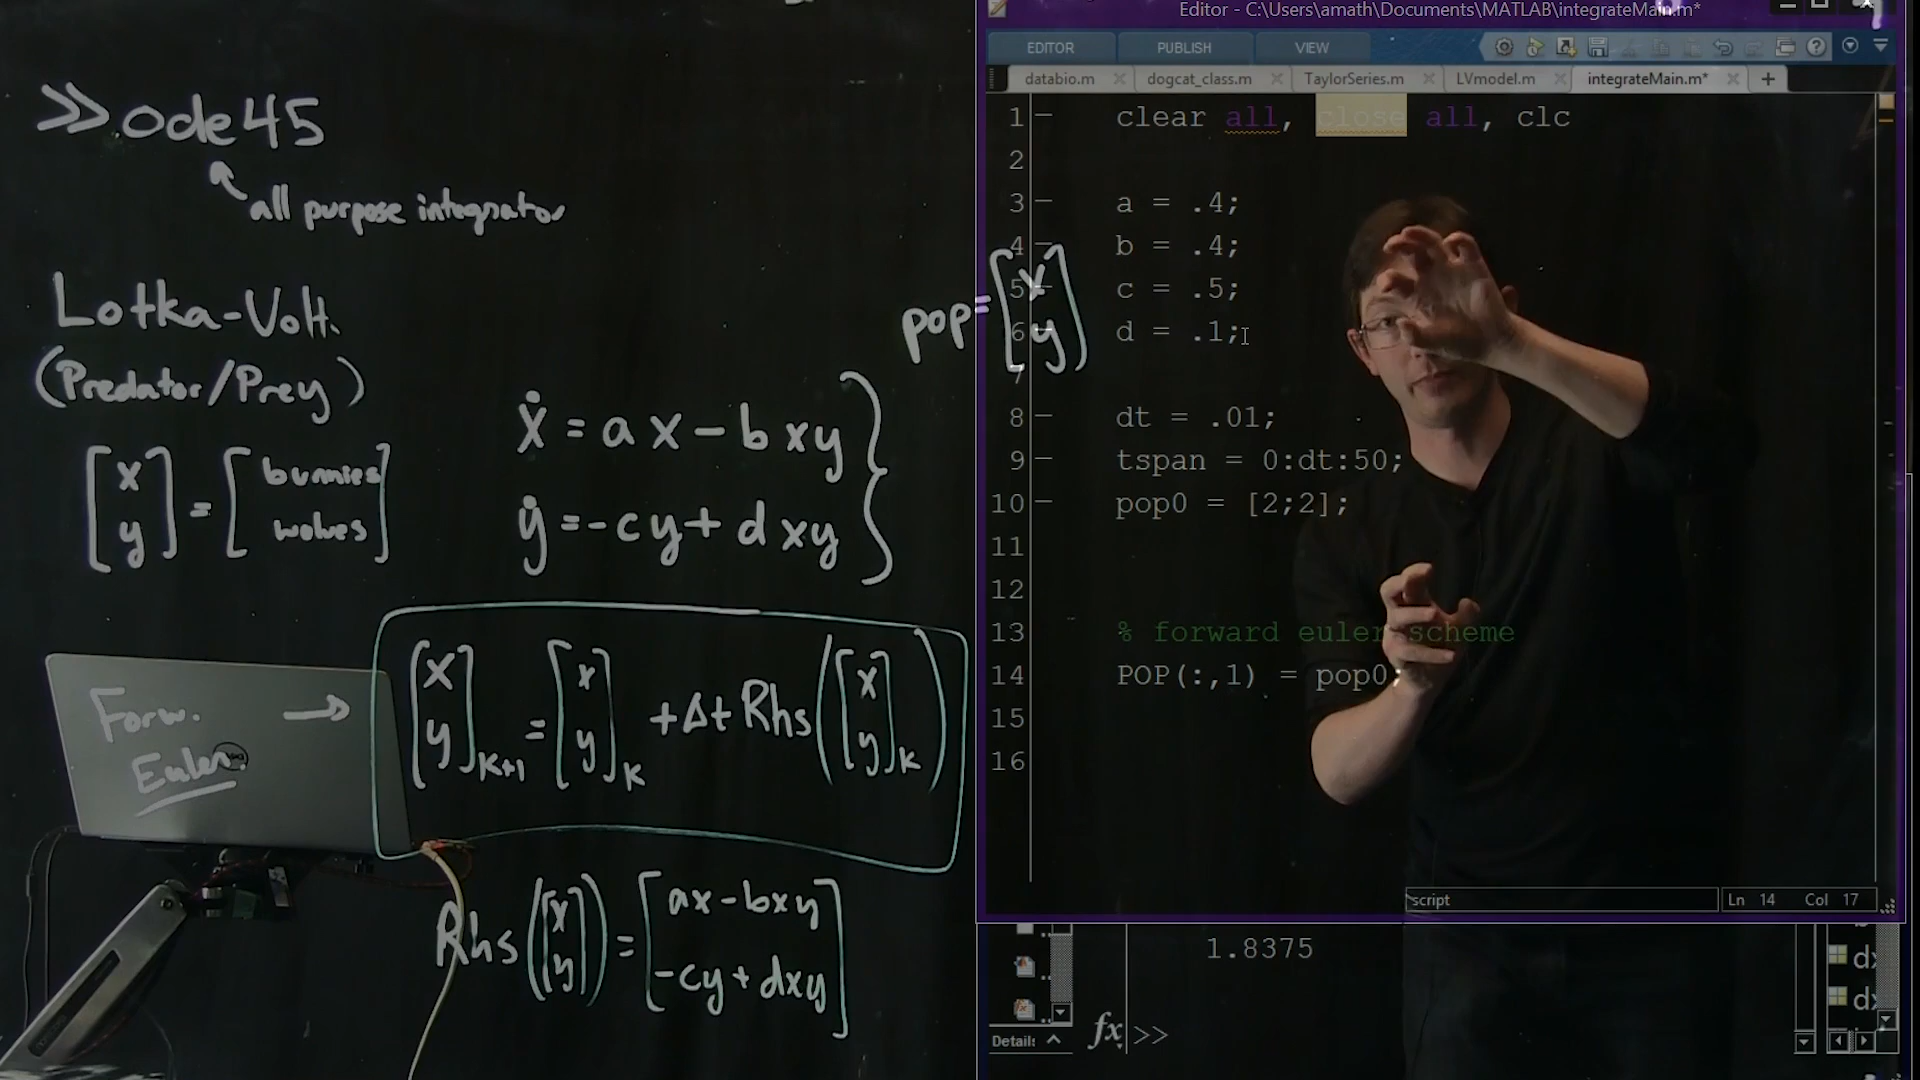 >> ode45
all purpose integrator
Lotka-Volt.
(Predator/Prey)
[x y] = [bunnies wolves]
ẋ = ax - bxy
ẏ = -cy + dxy
pop = [x y]
Forw.
Euler.
[x y]k+1 = [x y]k + Δt Rhs([x y]k)
Rhs([x y]) = [ax - bxy
-cy + dxy]
Editor - C:\Users\amath\Documents\MATLAB\integrateMain.m*
EDITOR PUBLISH VIEW
databio.m dogcat_class.m TaylorSeries.m LVmodel.m integrateMain.m*
1 clear all, close all, clc
2
3 a = .4;
4 b = .4;
5 c = .5;
6 d = .1;
7
8 dt = .01;
9 tspan = 0:dt:50;
10 pop0 = [2;2];
11
12
13 % forward euler scheme
14 POP(:,1) = pop0;
15
16
script Ln 14 Col 17
1.8375
Details
fx >>